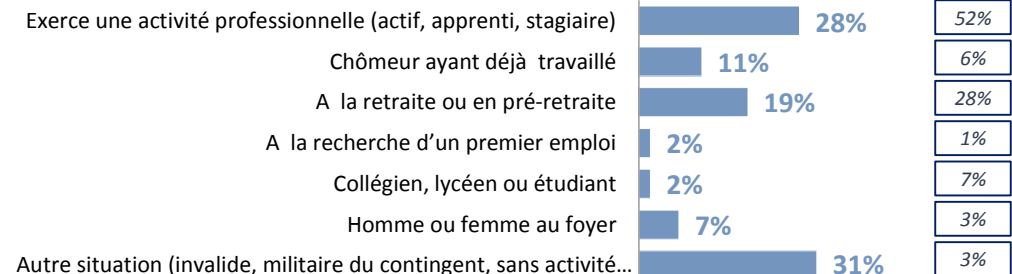 Exerce une activité professionnelle (actif, apprenti, stagiaire) 28% 52%
Chômeur ayant déjà travaillé 11% 6%
A la retraite ou en pré-retraite 19% 28%
A la recherche d’un premier emploi 2% 1%
Collégien, lycéen ou étudiant 2% 7%
Homme ou femme au foyer 7% 3%
Autre situation (invalide, militaire du contingent, sans activité… 31% 3%